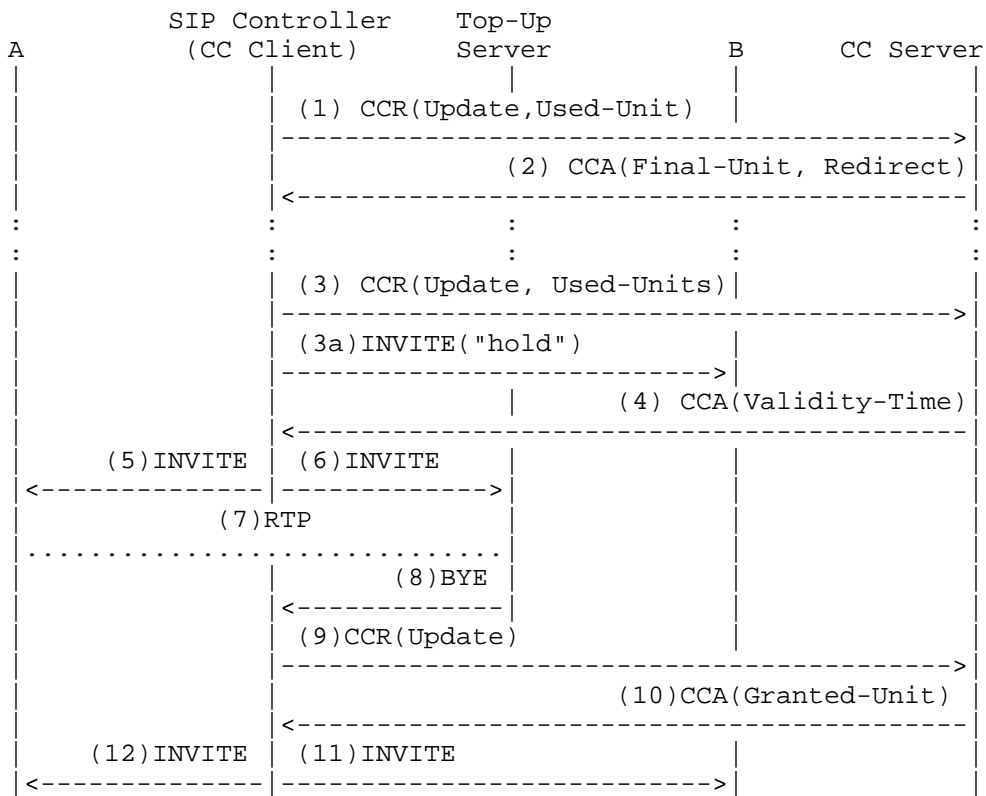 SIP Controller Top-Up
A (CC Client) Server B CC Server
(1) CCR(Update,Used-Unit)
(2) CCA(Final-Unit, Redirect)
(3) CCR(Update, Used-Units)
(3a)INVITE("hold")
(4) CCA(Validity-Time)
(5)INVITE (6)INVITE
(7)RTP
(8)BYE
(9)CCR(Update)
(10)CCA(Granted-Unit)
(12)INVITE (11)INVITE